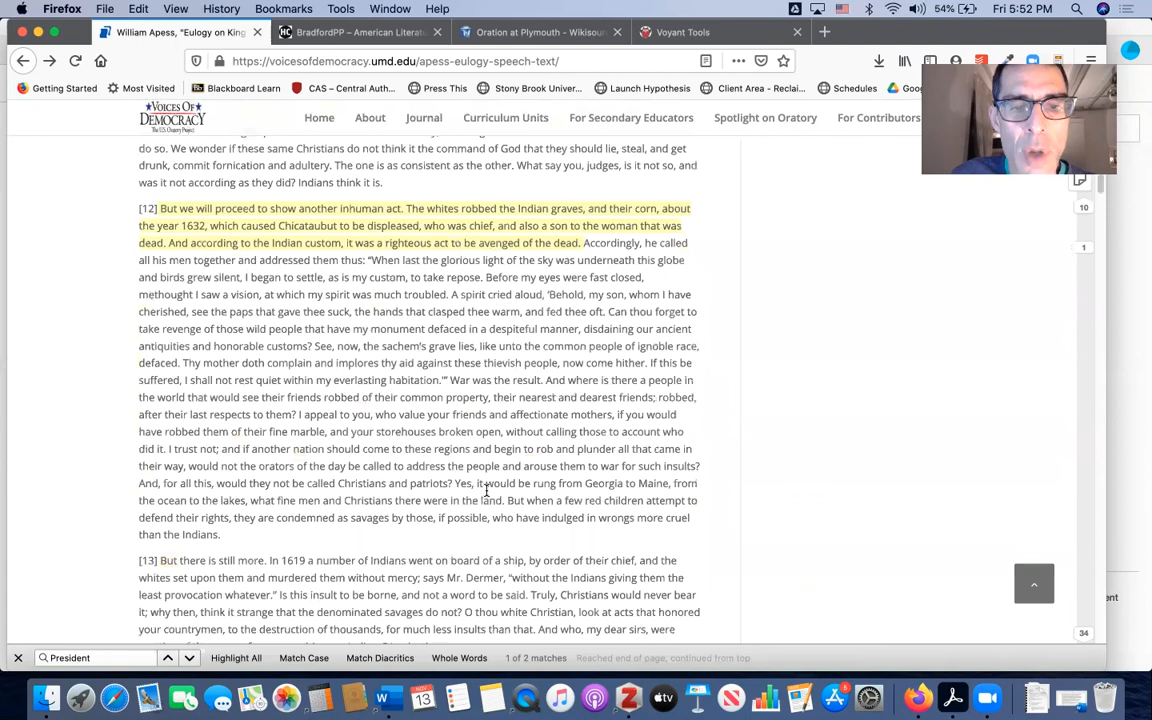 Firefox File Edit View History Bookmarks Tools Window Help 54% Fri 5:52 PM
William Apess, "Eulogy on King BradfordPP – American Literatu Oration at Plymouth - Wikisour Voyant Tools
https://voicesofdemocracy.umd.edu/apess-eulogy-speech-text/
Getting Started Most Visited Blackboard Learn CAS – Central Auth... Press This Stony Brook Univer... Launch Hypothesis Client Area - Reclai... Schedules Goog
VOICES OF
DEMOCRACY
The U.S. Oratory Project
Home About Journal Curriculum Units For Secondary Educators Spotlight on Oratory For Contributors
do so. We wonder if these same Christians do not think it the command of God that they should lie, steal, and get
drunk, commit fornication and adultery. The one is as consistent as the other. What say you, judges, is it not so, and
was it not according as they did? Indians think it is.
[12] But we will proceed to show another inhuman act. The whites robbed the Indian graves, and their corn, about
the year 1632, which caused Chicataubut to be displeased, who was chief, and also a son to the woman that was
dead. And according to the Indian custom, it was a righteous act to be avenged of the dead. Accordingly, he called
all his men together and addressed them thus: “When last the glorious light of the sky was underneath this globe
and birds grew silent, I began to settle, as is my custom, to take repose. Before my eyes were fast closed,
methought I saw a vision, at which my spirit was much troubled. A spirit cried aloud, ‘Behold, my son, whom I have
cherished, see the paps that gave thee suck, the hands that clasped thee warm, and fed thee oft. Can thou forget to
take revenge of those wild people that have my monument defaced in a despiteful manner, disdaining our ancient
antiquities and honorable customs? See, now, the sachem’s grave lies, like unto the common people of ignoble race,
defaced. Thy mother doth complain and implores thy aid against these thievish people, now come hither. If this be
suffered, I shall not rest quiet within my everlasting habitation.’” War was the result. And where is there a people in
the world that would see their friends robbed of their common property, their nearest and dearest friends; robbed,
after their last respects to them? I appeal to you, who value your friends and affectionate mothers, if you would
have robbed them of their fine marble, and your storehouses broken open, without calling those to account who
did it. I trust not; and if another nation should come to these regions and begin to rob and plunder all that came in
their way, would not the orators of the day be called to address the people and arouse them to war for such insults?
And, for all this, would they not be called Christians and patriots? Yes, it would be rung from Georgia to Maine, from
the ocean to the lakes, what fine men and Christians there were in the land. But when a few red children attempt to
defend their rights, they are condemned as savages by those, if possible, who have indulged in wrongs more cruel
than the Indians.
[13] But there is still more. In 1619 a number of Indians went on board of a ship, by order of their chief, and the
whites set upon them and murdered them without mercy; says Mr. Dermer, “without the Indians giving them the
least provocation whatever.” Is this insult to be borne, and not a word to be said. Truly, Christians would never bear
it; why then, think it strange that the denominated savages do not? O thou white Christian, look at acts that honored
your countrymen, to the destruction of thousands, for much less insults than that. And who, my dear sirs, were
10
1
34
ent
President Highlight All Match Case Match Diacritics Whole Words 1 of 2 matches Reached end of page, continued from top
NOV
13
5